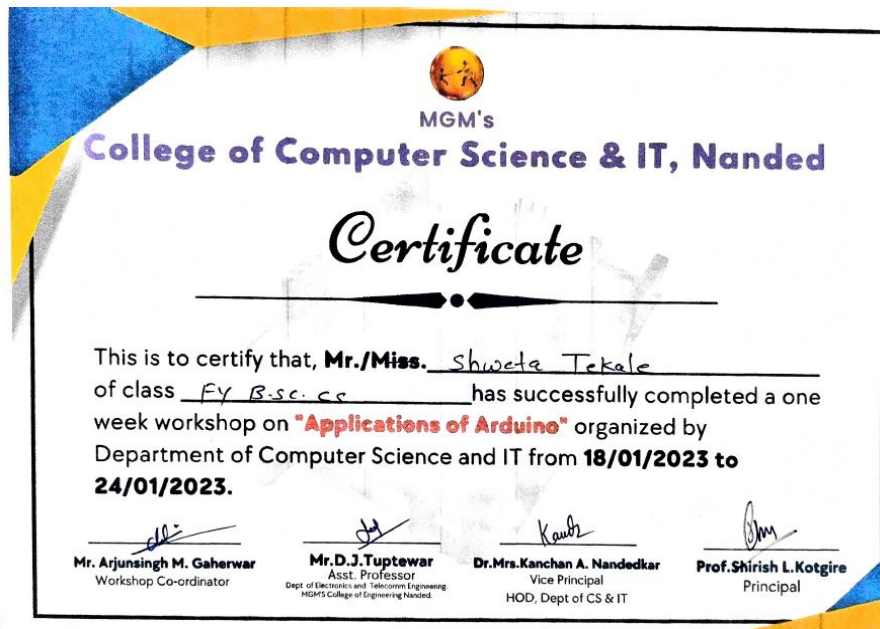 MGM's
College of Computer Science & IT, Nanded
Certificate
This is to certify that, Mr./Miss. Shweta Tekale
of class FY B.sc. cs has successfully completed a one
week workshop on "Applications of Arduino" organized by
Department of Computer Science and IT from 18/01/2023 to
24/01/2023.
Mr. Arjunsingh M. Gaherwar
Workshop Co-ordinator
Mr.D.J.Tuptewar
Asst. Professor
Dept of Electronics and Telecomm Engineering.
MGM'S College of Engineering Nanded.
Dr.Mrs.Kanchan A. Nandedkar
Vice Principal
HOD, Dept of CS & IT
Prof.Shirish L.Kotgire
Principal